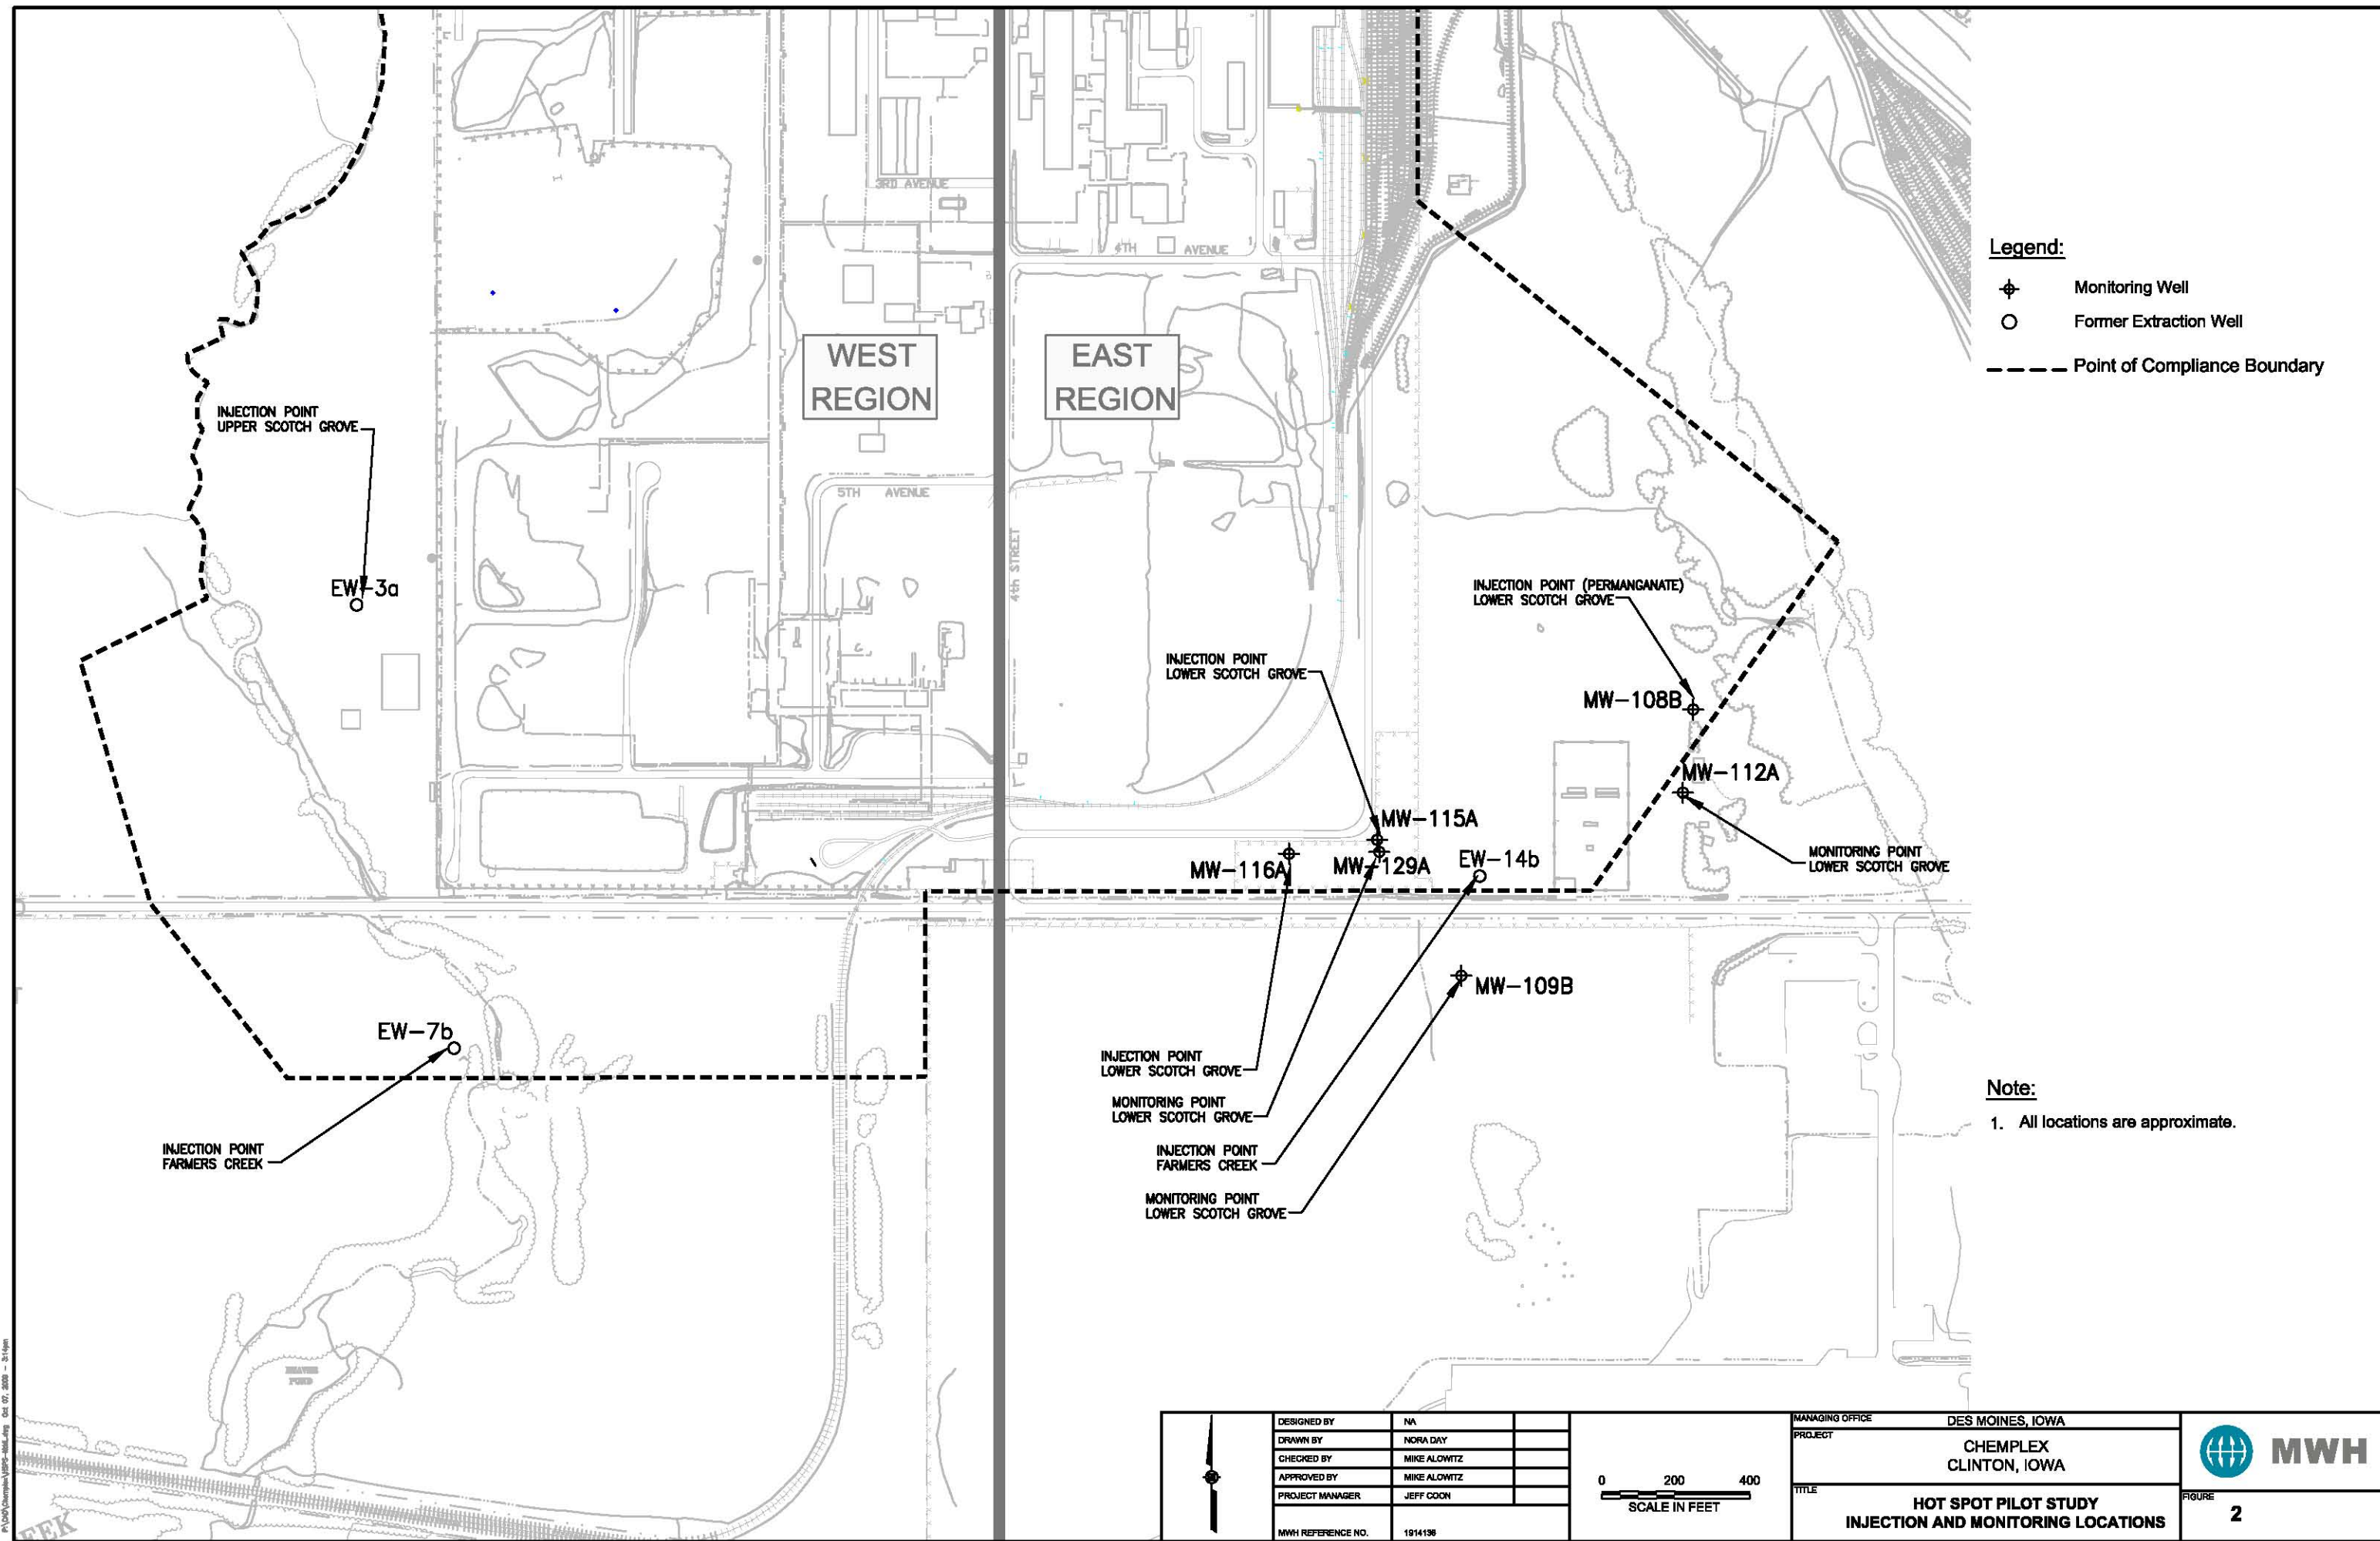 3RD AVENUE
4TH AVENUE
WEST
REGION
EAST
REGION
INJECTION POINT
UPPER SCOTCH GROVE
5TH AVENUE
4th STREET
EW-3a
INJECTION POINT (PERMANGANATE)
LOWER SCOTCH GROVE
INJECTION POINT
LOWER SCOTCH GROVE
MW-108B
MW-112A
MW-115A
MW-116A
MW-129A
EW-14b
MONITORING POINT
LOWER SCOTCH GROVE
MW-109B
EW-7b
INJECTION POINT
LOWER SCOTCH GROVE
MONITORING POINT
LOWER SCOTCH GROVE
INJECTION POINT
FARMERS CREEK
INJECTION POINT
FARMERS CREEK
MONITORING POINT
LOWER SCOTCH GROVE
BEAVER
POND
EEK
Legend:
Monitoring Well
Former Extraction Well
Point of Compliance Boundary
Note:
1. All locations are approximate.
DESIGNED BY NA
DRAWN BY NORA DAY
CHECKED BY MIKE ALOWITZ
APPROVED BY MIKE ALOWITZ
PROJECT MANAGER JEFF COON
MWH REFERENCE NO. 1914136
0 200 400
SCALE IN FEET
MANAGING OFFICE DES MOINES, IOWA
PROJECT
CHEMPLEX
CLINTON, IOWA
TITLE
HOT SPOT PILOT STUDY
INJECTION AND MONITORING LOCATIONS
MWH
FIGURE
2